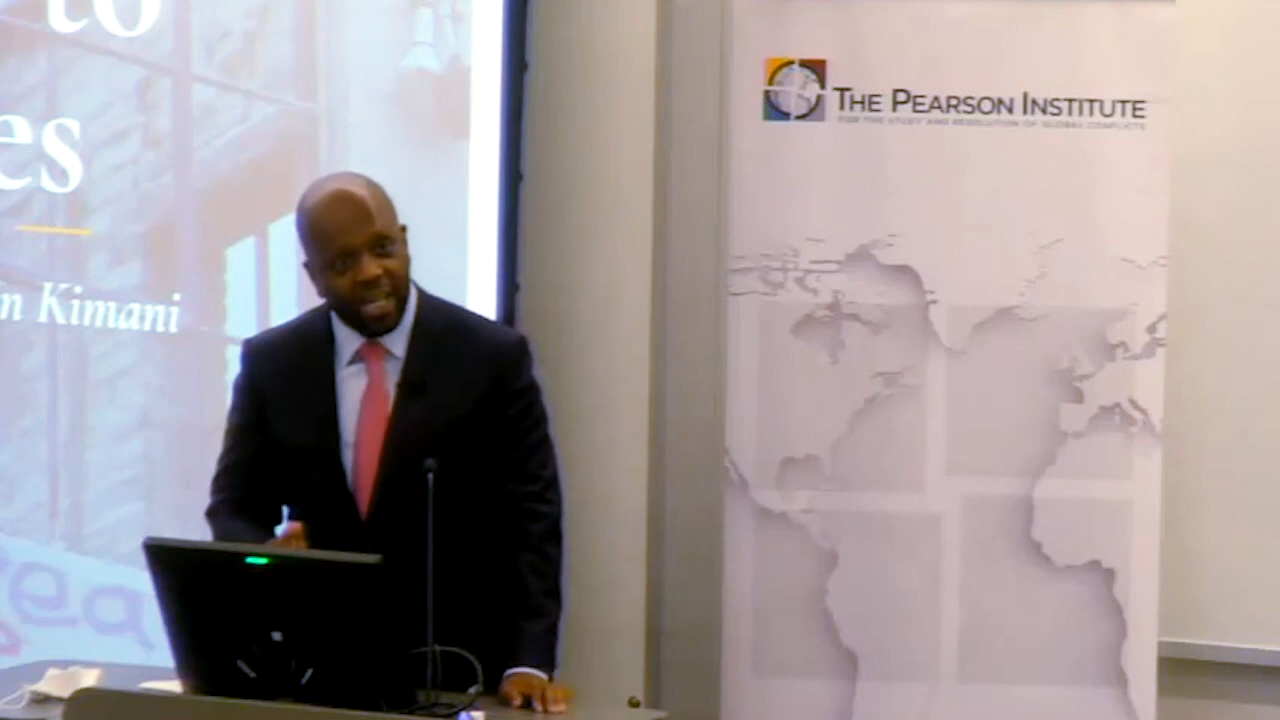 to
es
n Kimani
THE PEARSON INSTITUTE
FOR THE STUDY AND RESOLUTION OF GLOBAL CONFLICTS